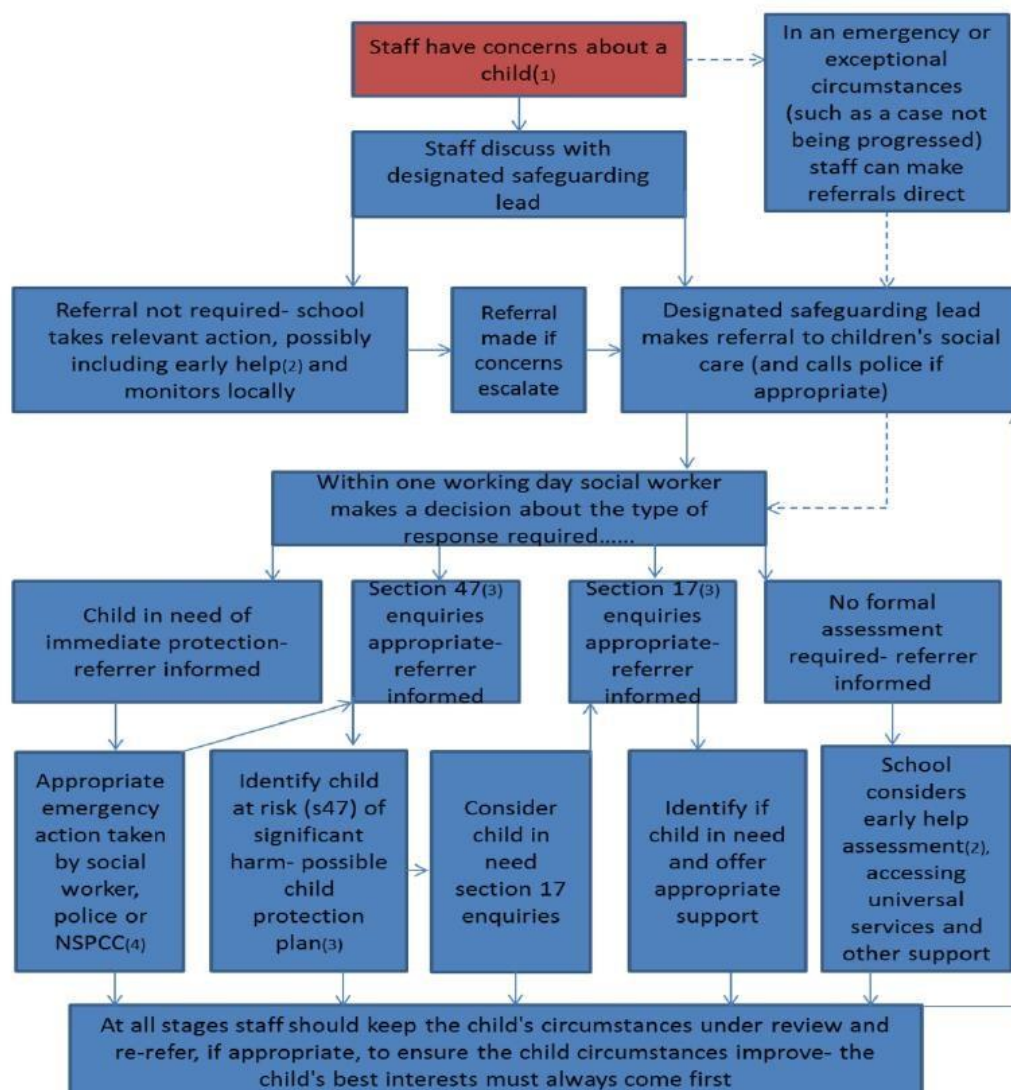 Staff have concerns about a
child(1)
In an emergency or
exceptional
circumstances
(such as a case not
being progressed)
staff can make
referrals direct
Staff discuss with
designated safeguarding
lead
Referral not required- school
takes relevant action, possibly
including early help(2) and
monitors locally
Referral
made if
concerns
escalate
Designated safeguarding lead
makes referral to children's social
care (and calls police if
appropriate)
Within one working day social worker
makes a decision about the type of
response required......
Child in need of
immediate protection-
referrer informed
Section 47(3)
enquiries
appropriate-
referrer
informed
Section 17(3)
enquiries
appropriate-
referrer
informed
No formal
assessment
required- referrer
informed
Appropriate
emergency
action taken
by social
worker,
police or
NSPCC(4)
Identify child
at risk (s47) of
significant
harm- possible
child
protection
plan(3)
Consider
child in
need
section 17
enquiries
Identify if
child in need
and offer
appropriate
support
School
considers
early help
assessment(2),
accessing
universal
services and
other support
At all stages staff should keep the child's circumstances under review and
re-refer, if appropriate, to ensure the child circumstances improve- the
child's best interests must always come first